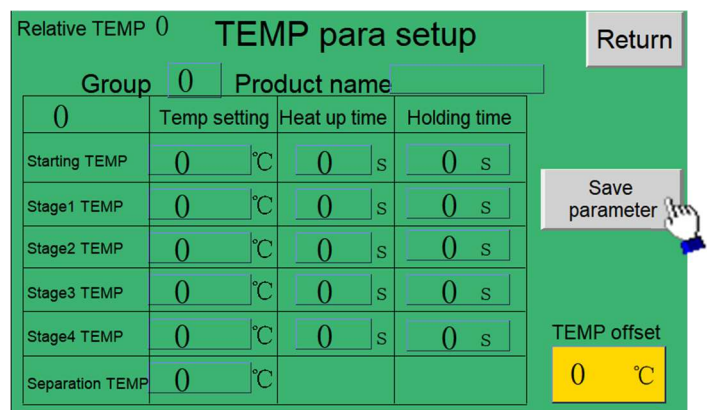 Relative TEMP 0 TEMP para setup Return
Group 0 Product name
0 Temp setting Heat up time Holding time
Starting TEMP 0 ℃ 0 s 0 s
Stage1 TEMP 0 ℃ 0 s 0 s
Save
parameter
Stage2 TEMP 0 ℃ 0 s 0 s
Stage3 TEMP 0 ℃ 0 s 0 s
Stage4 TEMP 0 ℃ 0 s 0 s
Separation TEMP 0 ℃
TEMP offset
0 ℃